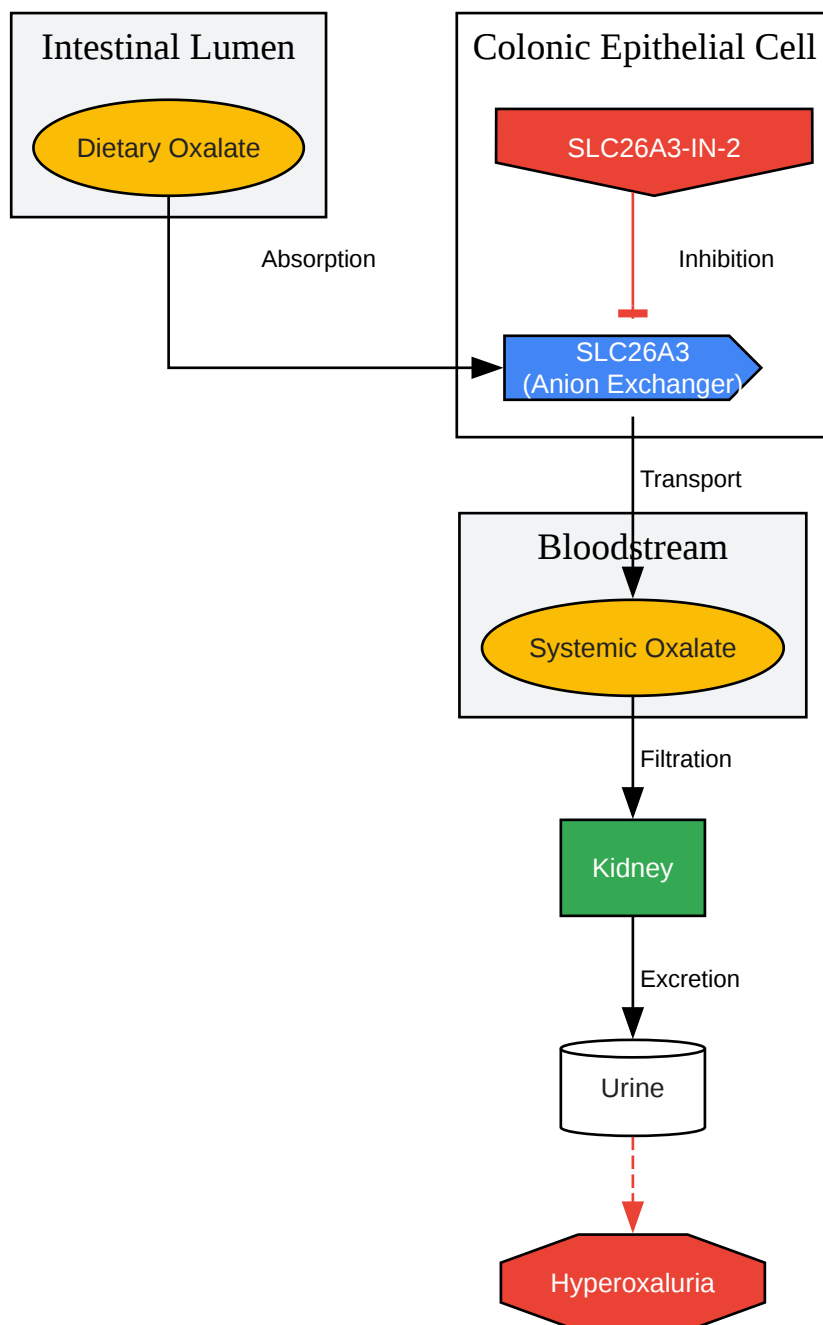 Intestinal Lumen
Colonic Epithelial Cell
Dietary Oxalate
SLC26A3-IN-2
Absorption
Inhibition
SLC26A3
(Anion Exchanger)
Transport
Bloodstream
Systemic Oxalate
Filtration
Kidney
Excretion
Urine
Hyperoxaluria